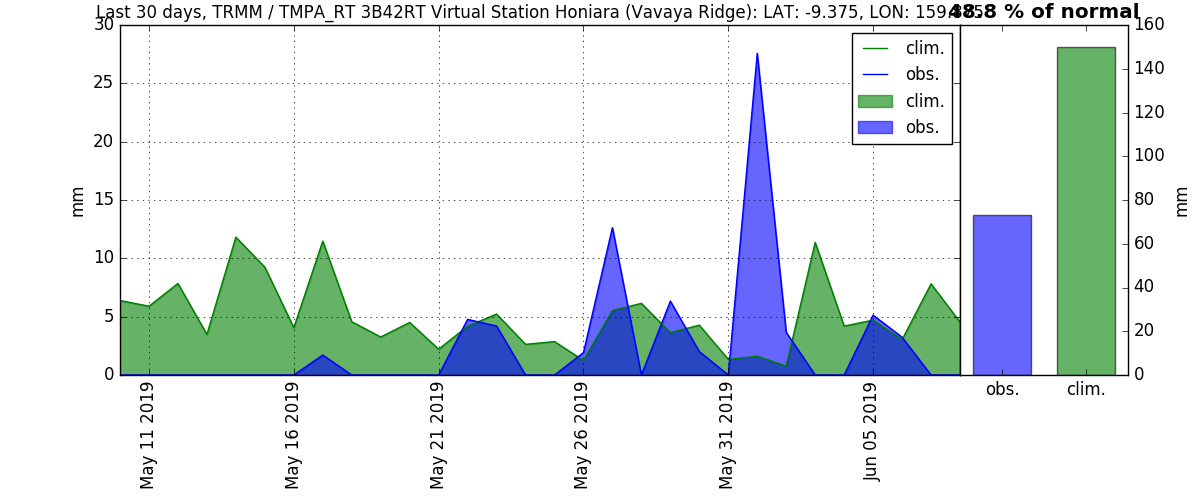 Last 30 days, TRMM / TMPA_RT 3B42RT Virtual Station Honiara (Vavaya Ridge): LAT: -9.375, LON:
48.8 % of normal
30
25
20
15
10
5
0
mm
clim.
obs.
clim.
obs.
May 11 2019
May 16 2019
May 21 2019
May 26 2019
May 31 2019
Jun 05 2019
160
140
120
100
80
60
40
20
0
mm
obs.
clim.